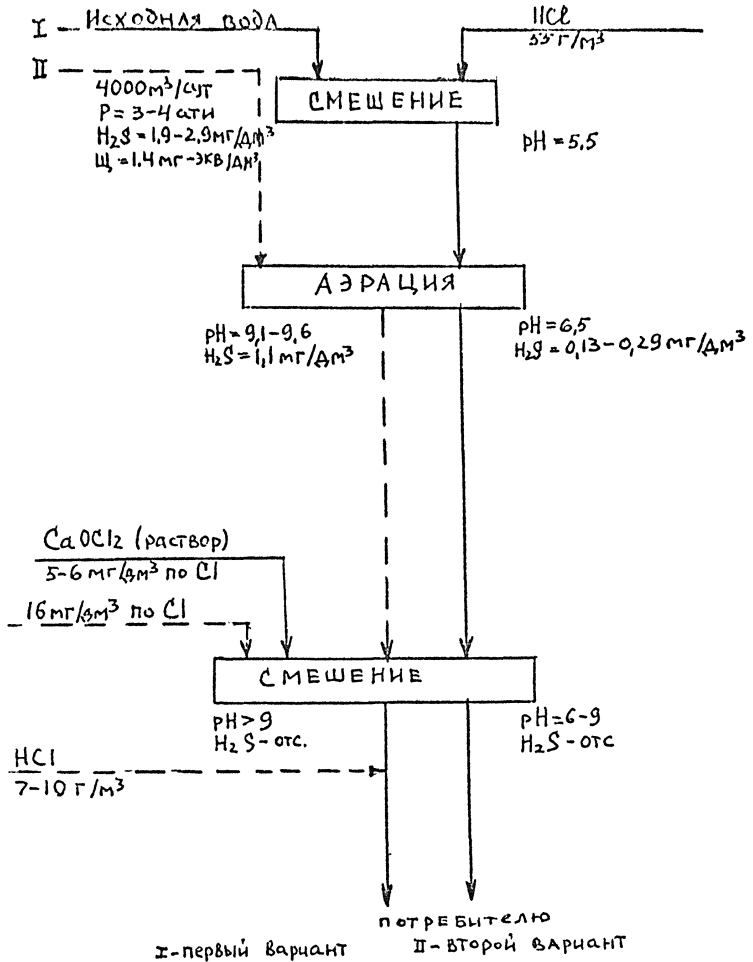 I Исходная вода
HCl
55 г/м³
II
4000 м³/сут
P = 3-4 ати
H₂S = 1,9-2,9 мг/дм³
Щ = 1.4 мг-экв/дм³
СМЕШЕНИЕ
pH = 5,5
АЭРАЦИЯ
pH = 9,1-9,6
H₂S = 1,1 мг/дм³
pH = 6,5
H₂S = 0,13-0,29 мг/дм³
CaOCl₂ (раствор)
5-6 мг/дм³ по Cl
16 мг/дм³ по Cl
СМЕШЕНИЕ
pH > 9
H₂S - отс.
pH = 6-9
H₂S - отс
HCl
7-10 г/м³
потребителю
I - первый вариант
II - второй вариант